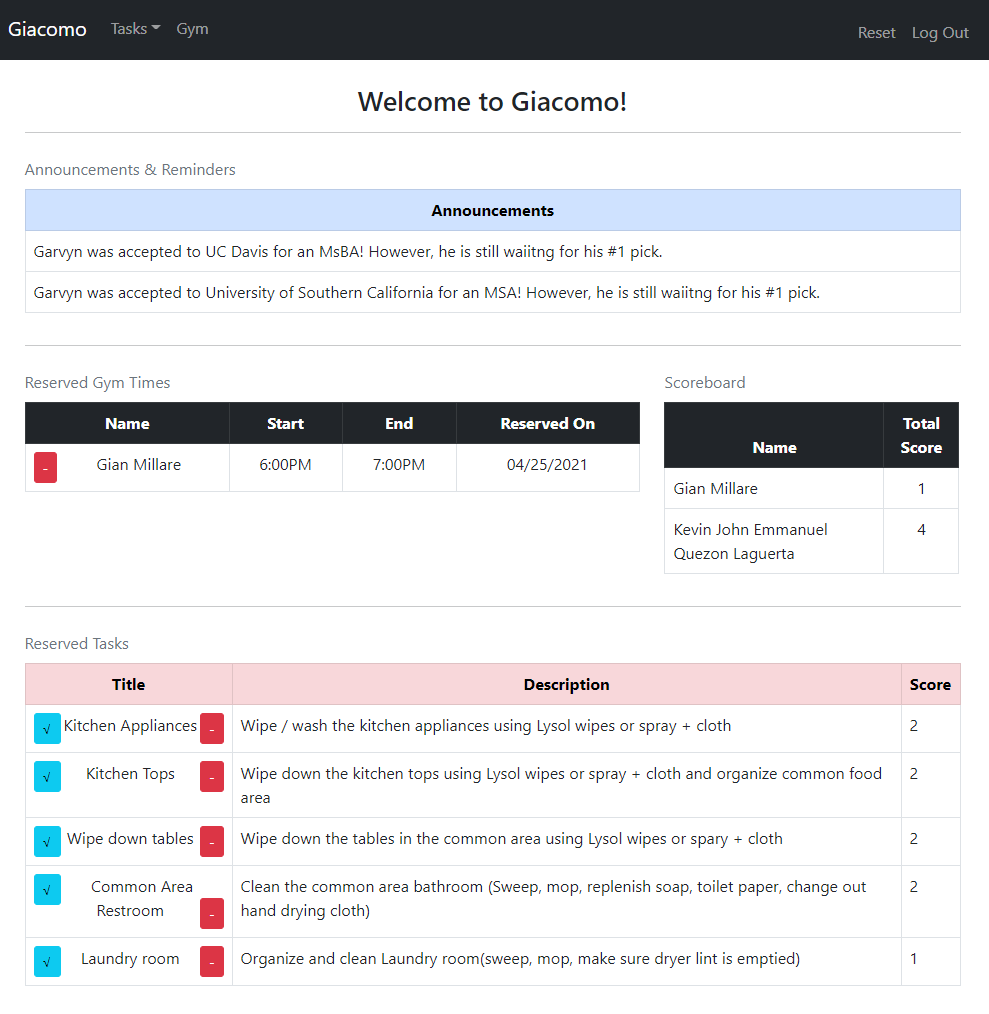 Giacomo Tasks Gym Reset Log Out
Welcome to Giacomo!
Announcements & Reminders
Announcements
Garvyn was accepted to UC Davis for an MsBA! However, he is still waiitng for his #1 pick.
Garvyn was accepted to University of Southern California for an MSA! However, he is still waiitng for his #1 pick.
Reserved Gym Times
Name Start End Reserved On
- Gian Millare 6:00PM 7:00PM 04/25/2021
Scoreboard
Name Total
Score
Gian Millare 1
Kevin John Emmanuel 4
Quezon Laguerta
Reserved Tasks
Title Description Score
√ Kitchen Appliances - Wipe / wash the kitchen appliances using Lysol wipes or spray + cloth 2
√ Kitchen Tops - Wipe down the kitchen tops using Lysol wipes or spray + cloth and organize common food 2
area
√ Wipe down tables - Wipe down the tables in the common area using Lysol wipes or spary + cloth 2
√ Common Area Clean the common area bathroom (Sweep, mop, replenish soap, toilet paper, change out 2
Restroom - hand drying cloth)
√ Laundry room - Organize and clean Laundry room(sweep, mop, make sure dryer lint is emptied) 1